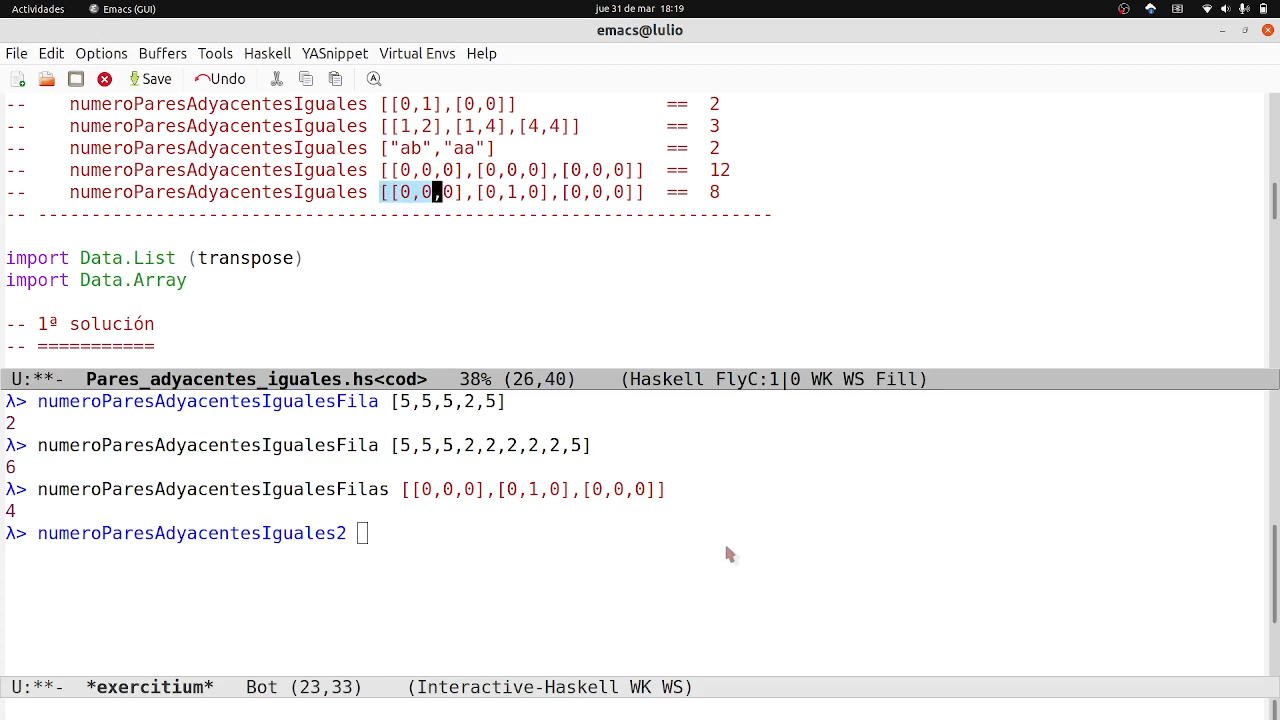 Actividades Emacs (GUI) jue 31 de mar 18:19
emacs@lulio
File Edit Options Buffers Tools Haskell YASnippet Virtual Envs Help
Save Undo
-- numeroParesAdyacentesIguales [[0,1],[0,0]] == 2
-- numeroParesAdyacentesIguales [[1,2],[1,4],[4,4]] == 3
-- numeroParesAdyacentesIguales ["ab","aa"] == 2
-- numeroParesAdyacentesIguales [[0,0,0],[0,0,0],[0,0,0]] == 12
-- numeroParesAdyacentesIguales [[0,0,0],[0,1,0],[0,0,0]] == 8
-- ---------------------------------------------------------------------
import Data.List (transpose)
import Data.Array
-- 1ª solución
-- ===========
U:**- Pares_adyacentes_iguales.hs<cod> 38% (26,40) (Haskell FlyC:1|0 WK WS Fill)
λ> numeroParesAdyacentesIgualesFila [5,5,5,2,5]
2
λ> numeroParesAdyacentesIgualesFila [5,5,5,2,2,2,2,2,5]
6
λ> numeroParesAdyacentesIgualesFilas [[0,0,0],[0,1,0],[0,0,0]]
4
λ> numeroParesAdyacentesIguales2
U:**- *exercitium* Bot (23,33) (Interactive-Haskell WK WS)